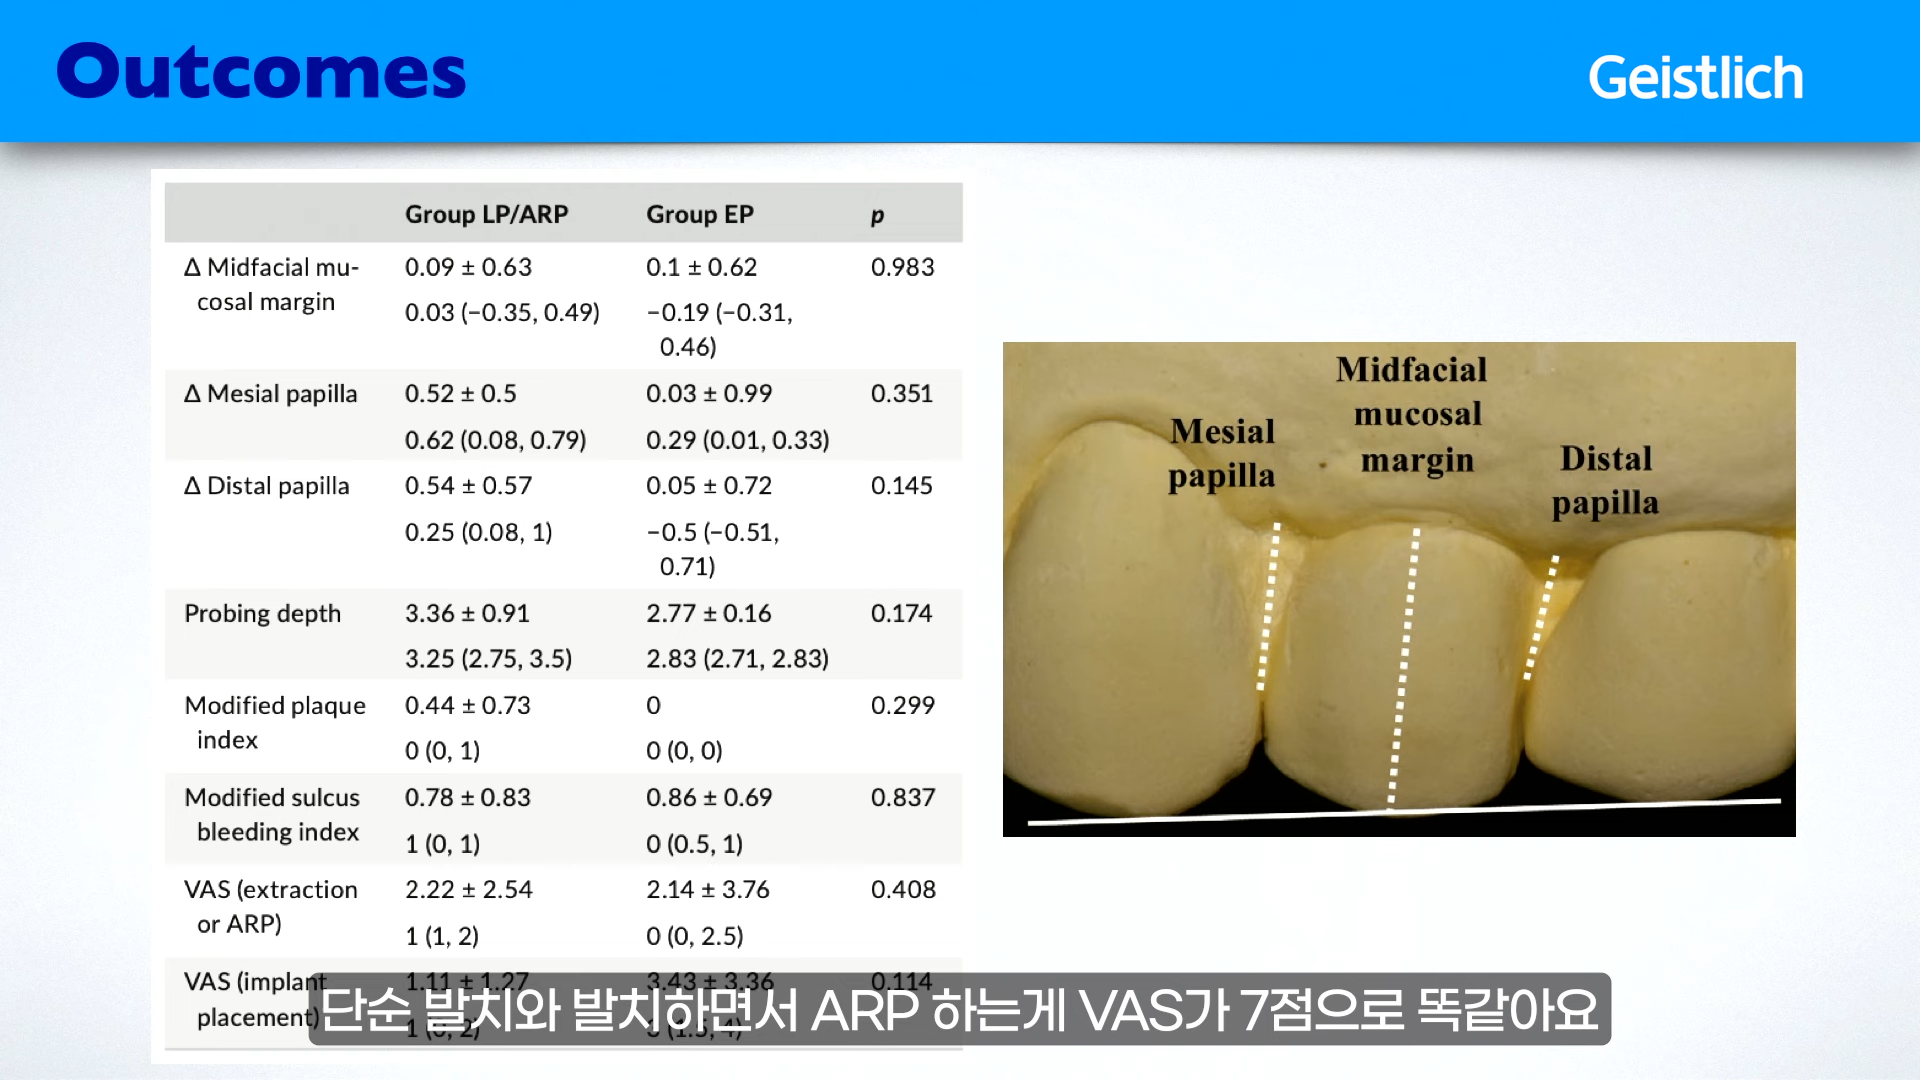 Outcomes
Geistlich
Group LP/ARP Group EP p
Δ Midfacial mu- 0.09 ± 0.63 0.1 ± 0.62 0.983
cosal margin
0.03 (−0.35, 0.49) −0.19 (−0.31,
0.46)
Δ Mesial papilla 0.52 ± 0.5 0.03 ± 0.99 0.351
0.62 (0.08, 0.79) 0.29 (0.01, 0.33)
Δ Distal papilla 0.54 ± 0.57 0.05 ± 0.72 0.145
0.25 (0.08, 1) −0.5 (−0.51,
0.71)
Probing depth 3.36 ± 0.91 2.77 ± 0.16 0.174
3.25 (2.75, 3.5) 2.83 (2.71, 2.83)
Modified plaque 0.44 ± 0.73 0 0.299
index
0 (0, 1) 0 (0, 0)
Modified sulcus 0.78 ± 0.83 0.86 ± 0.69 0.837
bleeding index
1 (0, 1) 0 (0.5, 1)
VAS (extraction 2.22 ± 2.54 2.14 ± 3.76 0.408
or ARP)
1 (1, 2) 0 (0, 2.5)
VAS (implant 1.11 ± 1.27 3.43 ± 3.36 0.114
placement)
Mesial
papilla
Midfacial
mucosal
margin
Distal
papilla
단순 발치와 발치하면서 ARP 하는게 VAS가 7점으로 똑같아요